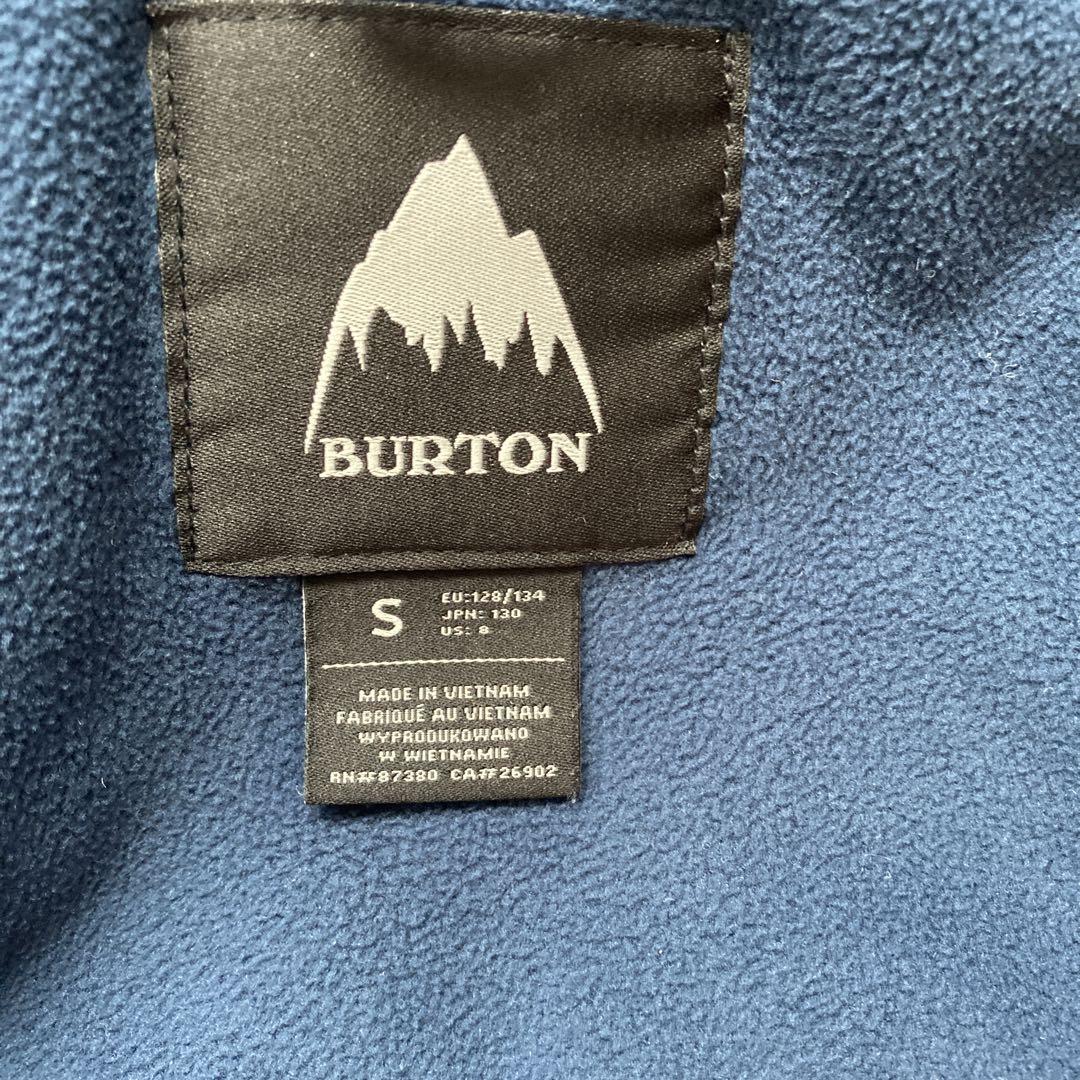 BURTON
S
EU:128/134
JPN: 130
US: 8
MADE IN VIETNAM
FABRIQUÉ AU VIETNAM
WYPRODUKOWANO
W WIETNAMIE
RN#87380 CA#26902